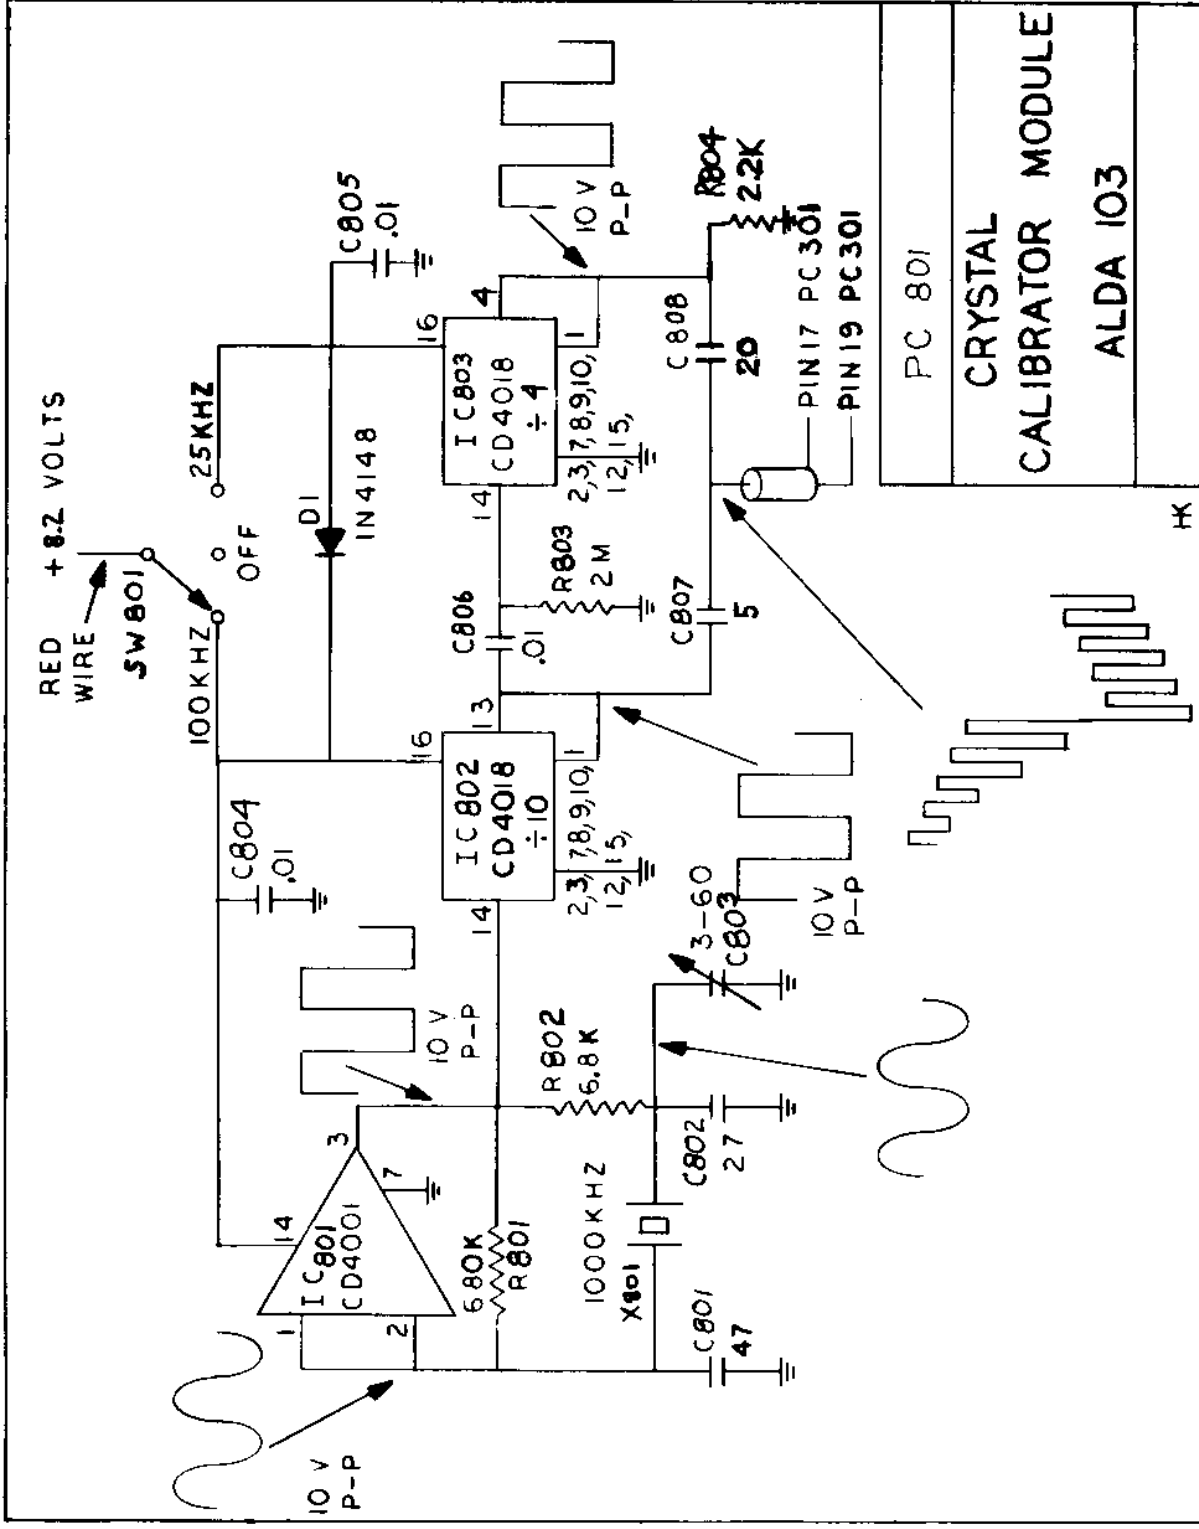 RED
WIRE
+ 8.2 VOLTS
SW801
100KHZ
OFF
25KHZ
D1
1N4148
C805
.01
C804
.01
10 V
P-P
1
2
IC801
CD4001
14
3
7
10 V
P-P
680K
R801
1000KHZ
X801
C801
47
R802
6.8K
C802
27
3-60
C803
14
IC802
CD4018
÷10
16
13
1
2,3,7,8,9,10,
12,15,
10 V
P-P
C806
.01
R803
2 M
C807
5
14
IC803
CD4018
÷4
16
4
1
2,3,7,8,9,10,
12,15,
10 V
P-P
C808
20
R804
2.2K
PIN17 PC301
PIN19 PC301
PC 801
CRYSTAL
CALIBRATOR MODULE
ALDA 103
HK